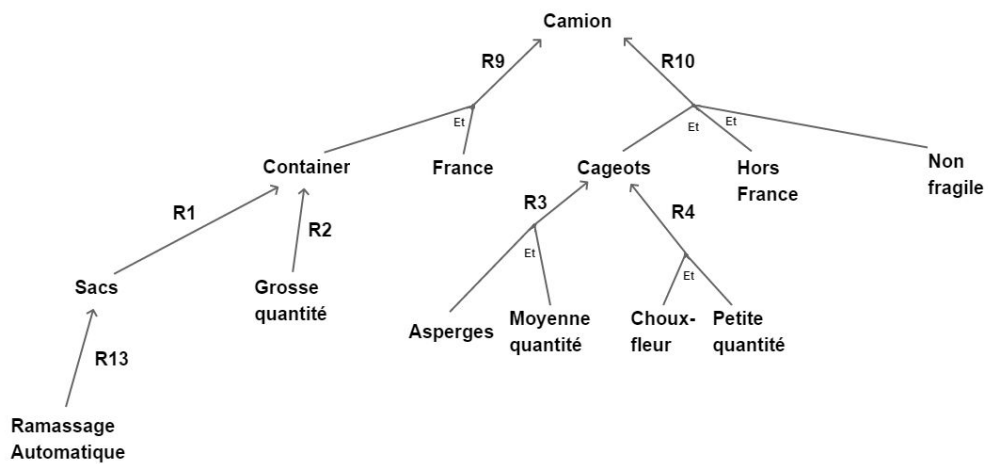 Camion
R9
R10
Et
Et
Et
Container
France
Cageots
Hors
France
Non
fragile
R1
R2
R3
R4
Et
Et
Sacs
Grosse
quantité
Asperges
Moyenne
quantité
Choux-
fleur
Petite
quantité
R13
Ramassage
Automatique